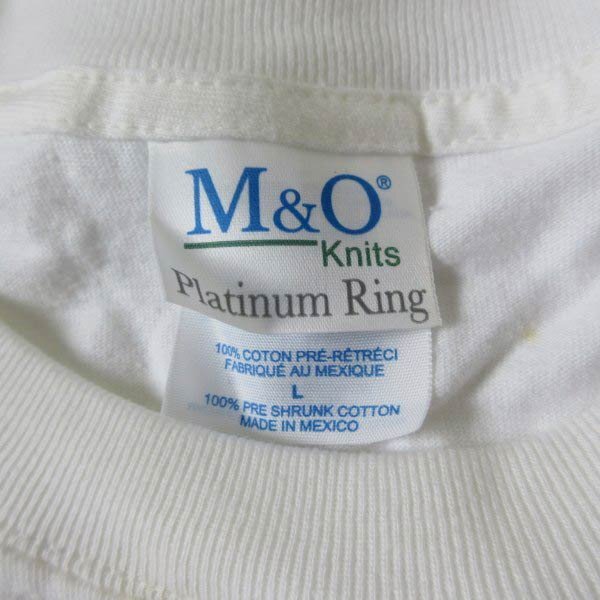 M&O®
Knits
Platinum Ring
100% COTON PRÉ-RÉTRÉCI
FABRIQUÉ AU MEXIQUE
L
100% PRE SHRUNK COTTON
MADE IN MEXICO